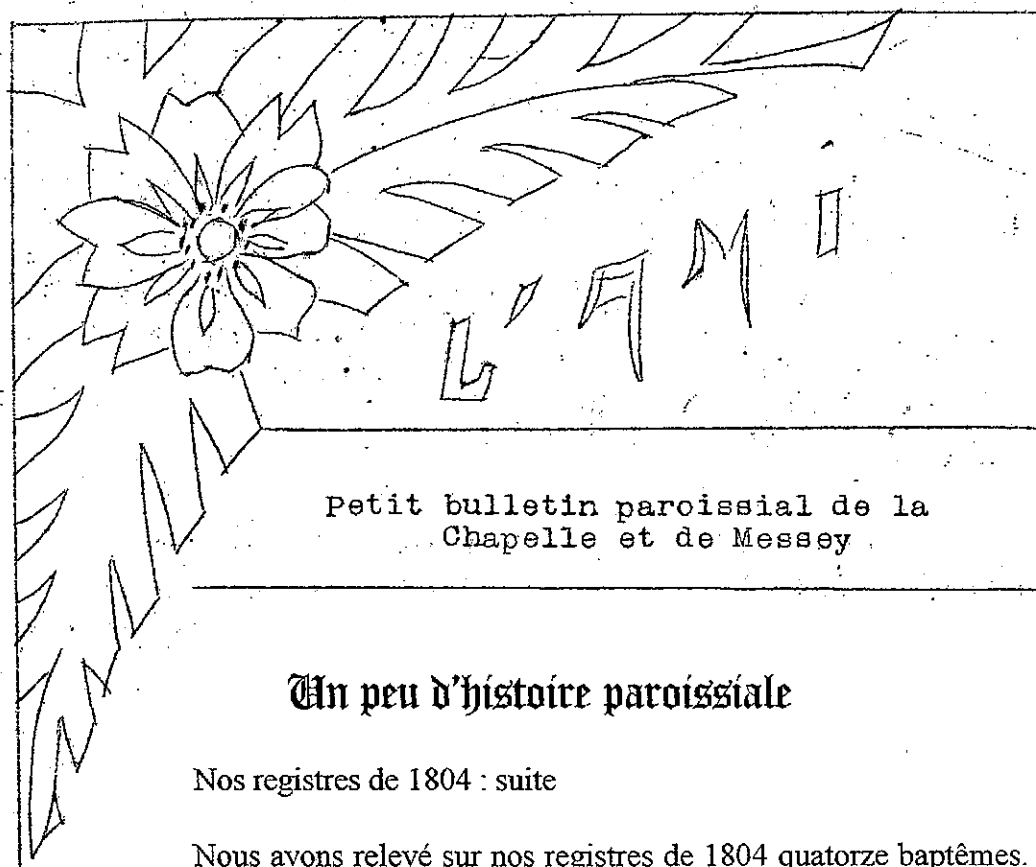 L'AMI
Petit bulletin paroissial de la
Chapelle et de Messey
Un peu d'histoire paroissiale
Nos registres de 1804 : suite
Nous avons relevé sur nos registres de 1804 quatorze baptêmes.